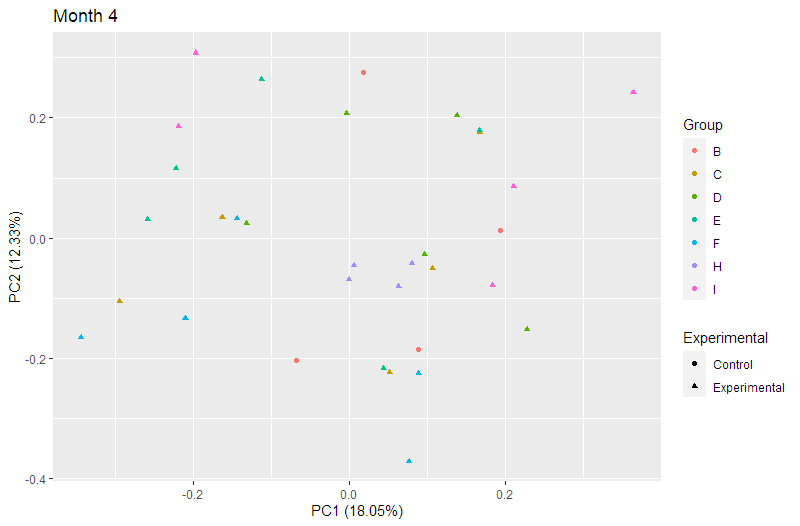 Month 4
PC2 (12.33%)
0.2
0.0
-0.2
-0.4
-0.2
0.0
0.2
PC1 (18.05%)
Group
B
C
D
E
F
H
I
Experimental
Control
Experimental